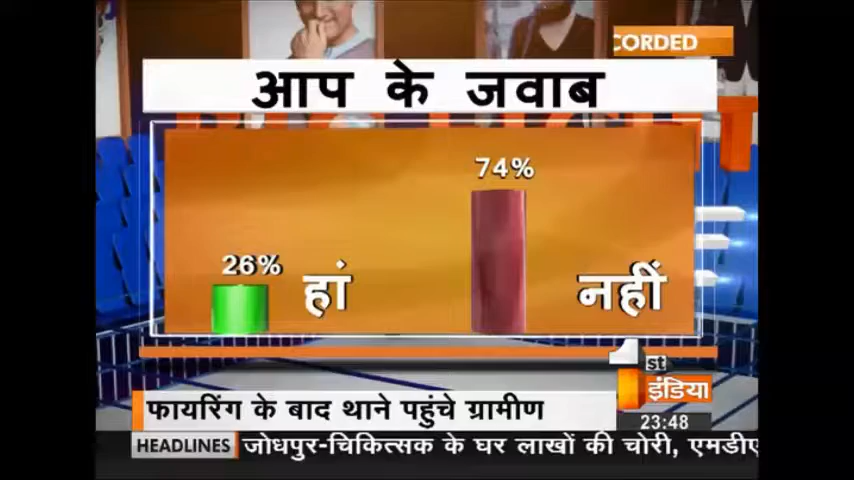 CORDED
आप के जवाब
74%
26%
हां
नहीं
1st
इंडिया
फायरिंग के बाद थाने पहुंचे ग्रामीण
23:48
HEADLINES
जोधपुर-चिकित्सक के घर लाखों की चोरी, एमडीए